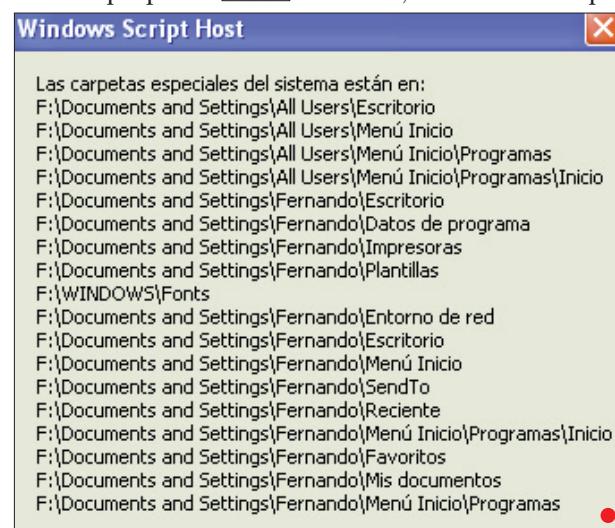 Windows Script Host
Las carpetas especiales del sistema están en:
F:\Documents and Settings\All Users\Escritorio
F:\Documents and Settings\All Users\Menú Inicio
F:\Documents and Settings\All Users\Menú Inicio\Programas
F:\Documents and Settings\All Users\Menú Inicio\Programas\Inicio
F:\Documents and Settings\Fernando\Escritorio
F:\Documents and Settings\Fernando\Datos de programa
F:\Documents and Settings\Fernando\Impresoras
F:\Documents and Settings\Fernando\Plantillas
F:\WINDOWS\Fonts
F:\Documents and Settings\Fernando\Entorno de red
F:\Documents and Settings\Fernando\Escritorio
F:\Documents and Settings\Fernando\Menú Inicio
F:\Documents and Settings\Fernando\SendTo
F:\Documents and Settings\Fernando\Reciente
F:\Documents and Settings\Fernando\Menú Inicio\Programas\Inicio
F:\Documents and Settings\Fernando\Favoritos
F:\Documents and Settings\Fernando\Mis documentos
F:\Documents and Settings\Fernando\Menú Inicio\Programas